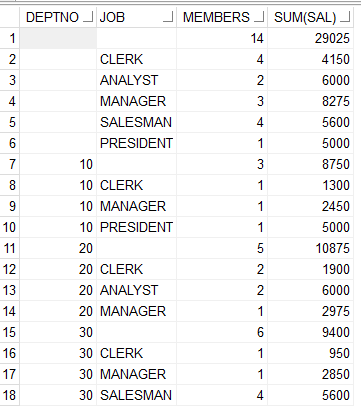 DEPTNO JOB MEMBERS SUM(SAL)
1 14 29025
2 CLERK 4 4150
3 ANALYST 2 6000
4 MANAGER 3 8275
5 SALESMAN 4 5600
6 PRESIDENT 1 5000
7 10 3 8750
8 10 CLERK 1 1300
9 10 MANAGER 1 2450
10 10 PRESIDENT 1 5000
11 20 5 10875
12 20 CLERK 2 1900
13 20 ANALYST 2 6000
14 20 MANAGER 1 2975
15 30 6 9400
16 30 CLERK 1 950
17 30 MANAGER 1 2850
18 30 SALESMAN 4 5600